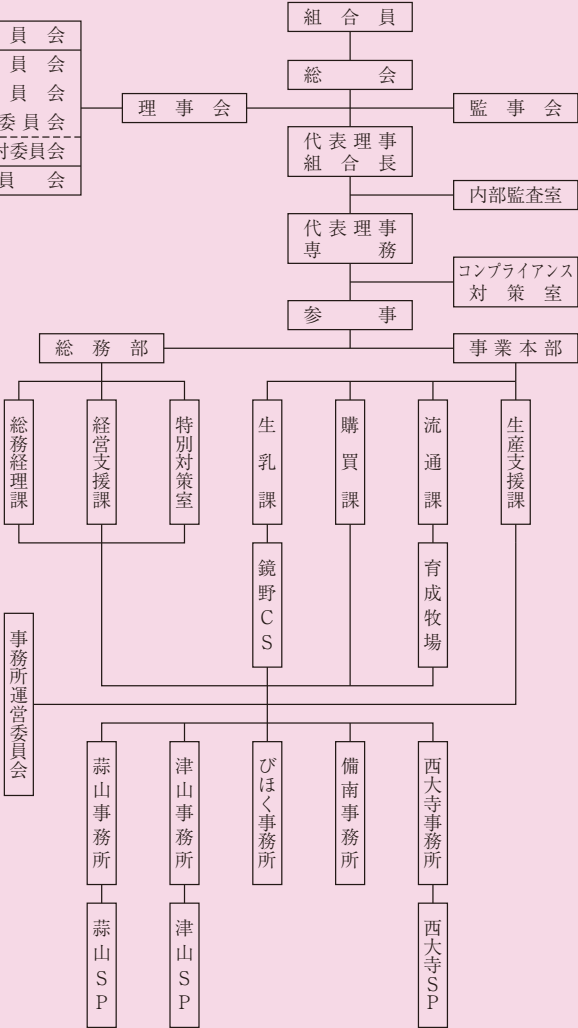 組合員
総会
員会
員会
員会
委員会
対委員会
員会
理事会
監事会
代表理事
組合長
内部監査室
代表理事
専務
コンプライアンス
対策室
参事
総務部
事業本部
総務経理課
経営支援課
特別対策室
生乳課
購買課
流通課
生産支援課
鏡野CS
育成牧場
事務所運営委員会
蒜山事務所
津山事務所
びほく事務所
備南事務所
西大寺事務所
蒜山SP
津山SP
西大寺SP